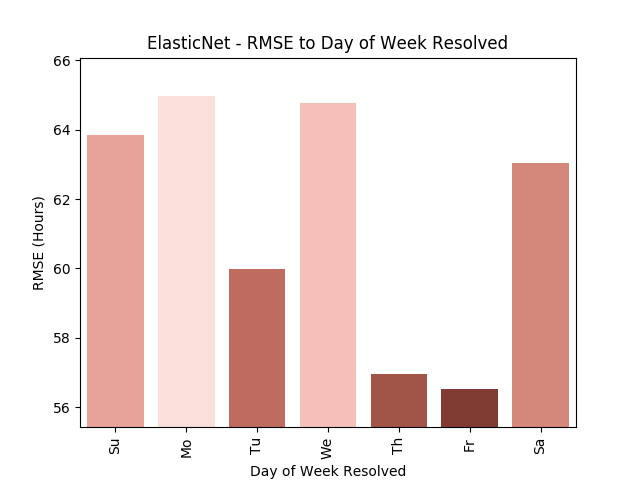 ElasticNet - RMSE to Day of Week Resolved
66
64
62
60
58
56
RMSE (Hours)
Su
Mo
Tu
We
Th
Fr
Sa
Day of Week Resolved